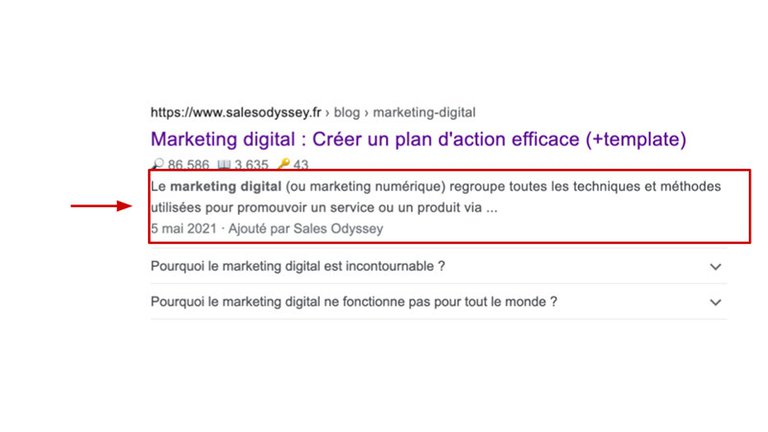 https://www.salesodyssey.fr › blog › marketing-digital
Marketing digital : Créer un plan d'action efficace (+template)
86,586 3,635 43
Le marketing digital (ou marketing numérique) regroupe toutes les techniques et méthodes
utilisées pour promouvoir un service ou un produit via ...
5 mai 2021 · Ajouté par Sales Odyssey
Pourquoi le marketing digital est incontournable ?
Pourquoi le marketing digital ne fonctionne pas pour tout le monde ?